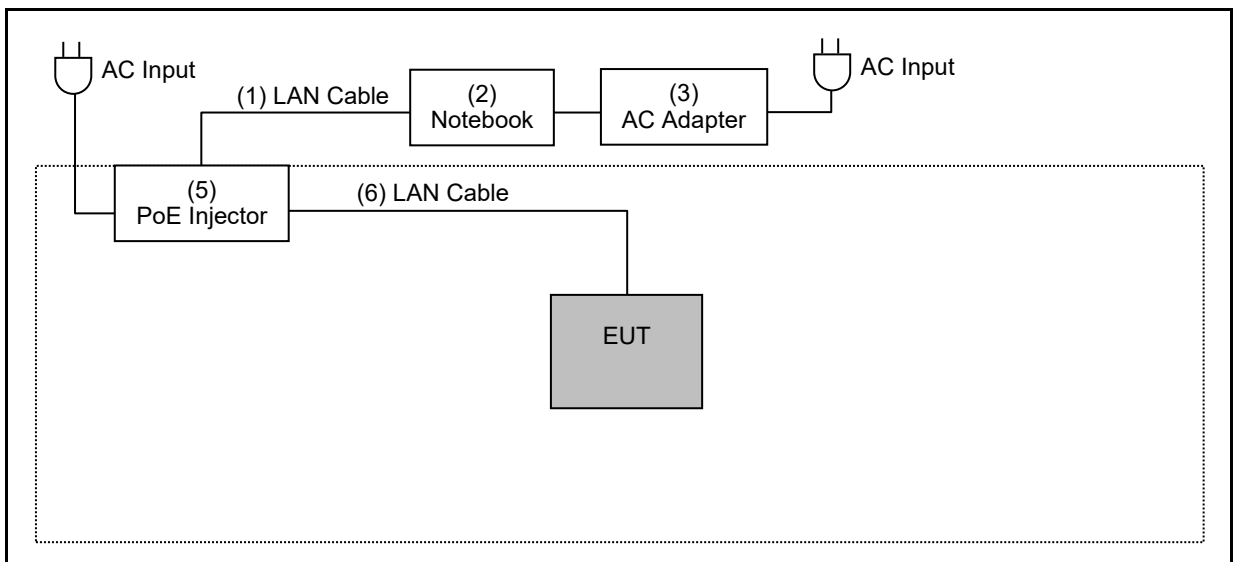 AC Input
AC Input
(1) LAN Cable
(2)
Notebook
(3)
AC Adapter
(5)
PoE Injector
(6) LAN Cable
EUT